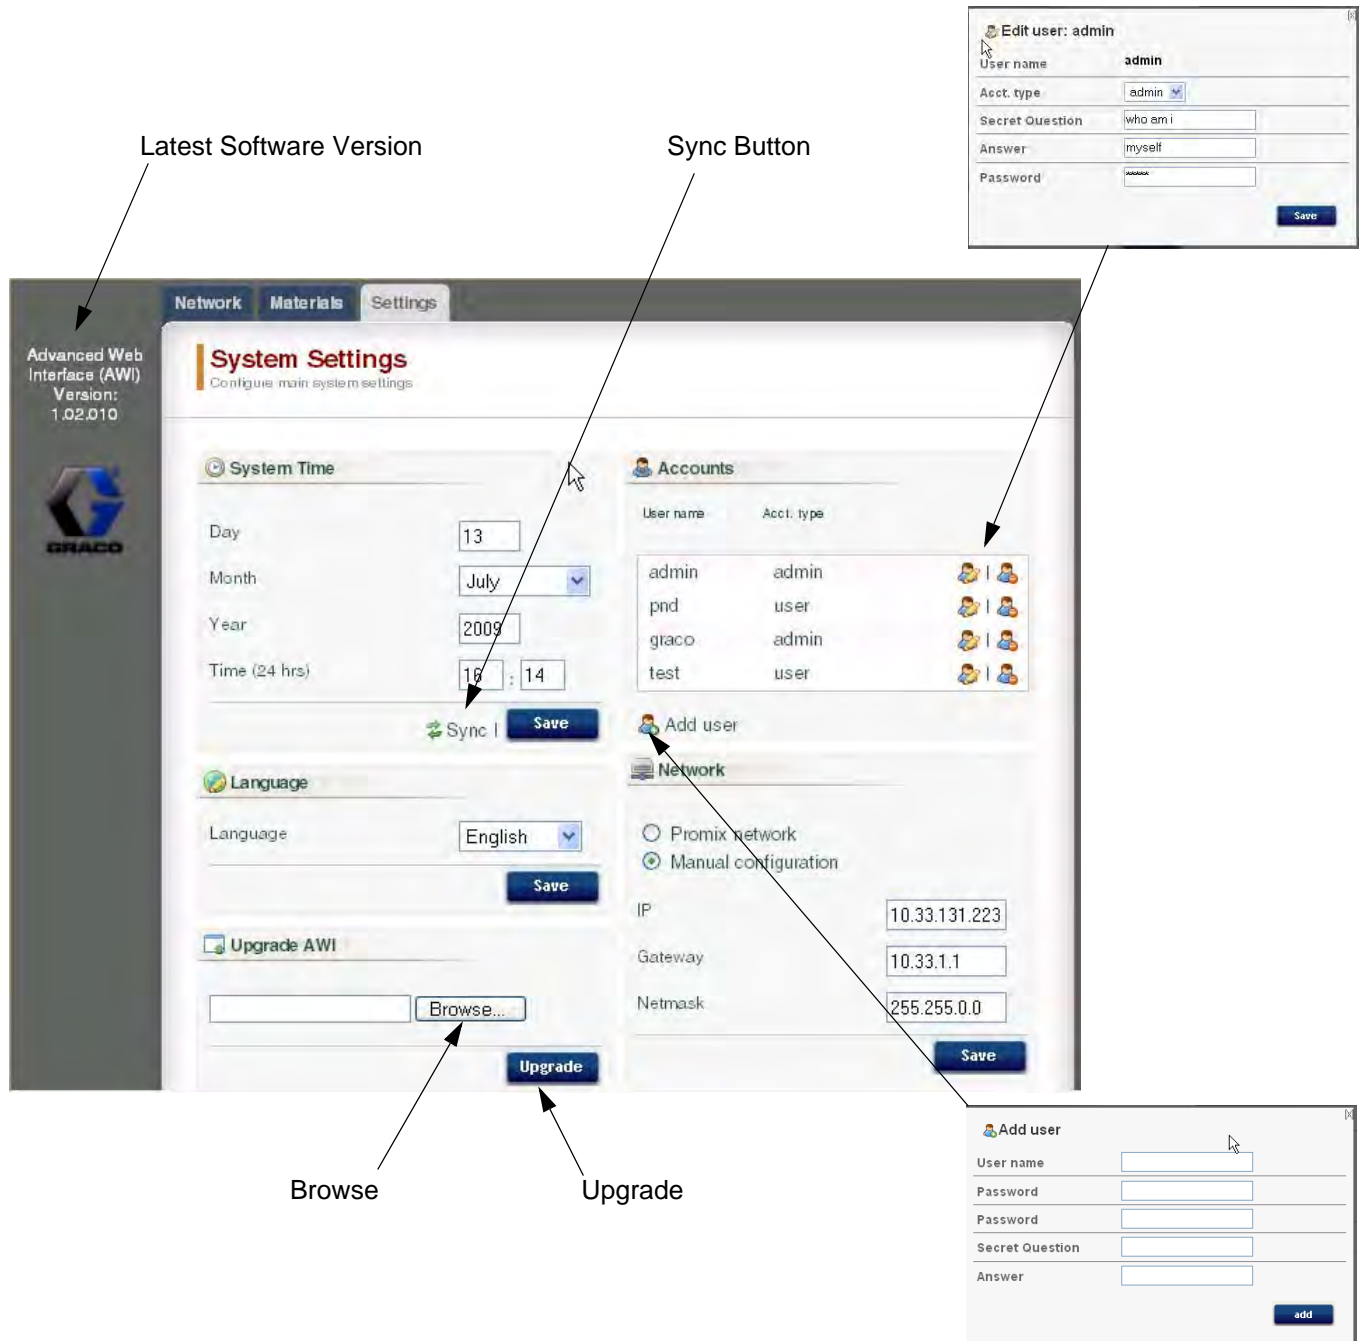 Edit user: admin
User name admin
Acct. type admin
Secret Question who am i
Answer myself
Password *****
Save
Latest Software Version
Sync Button
Network Materials Settings
Advanced Web
Interface (AWI)
Version:
1.02.010
GRACO
System Settings
Configure main system settings
System Time
Day 13
Month July
Year 2009
Time (24 hrs) 16 : 14
Sync | Save
Language
Language English
Save
Upgrade AWI
Browse...
Upgrade
Accounts
User name Acct. type
admin admin |
pnd user |
graco admin |
test user |
Add user
Network
Promix network
Manual configuration
IP 10.33.131.223
Gateway 10.33.1.1
Netmask 255.255.0.0
Save
Browse
Upgrade
Add user
User name
Password
Password
Secret Question
Answer
add